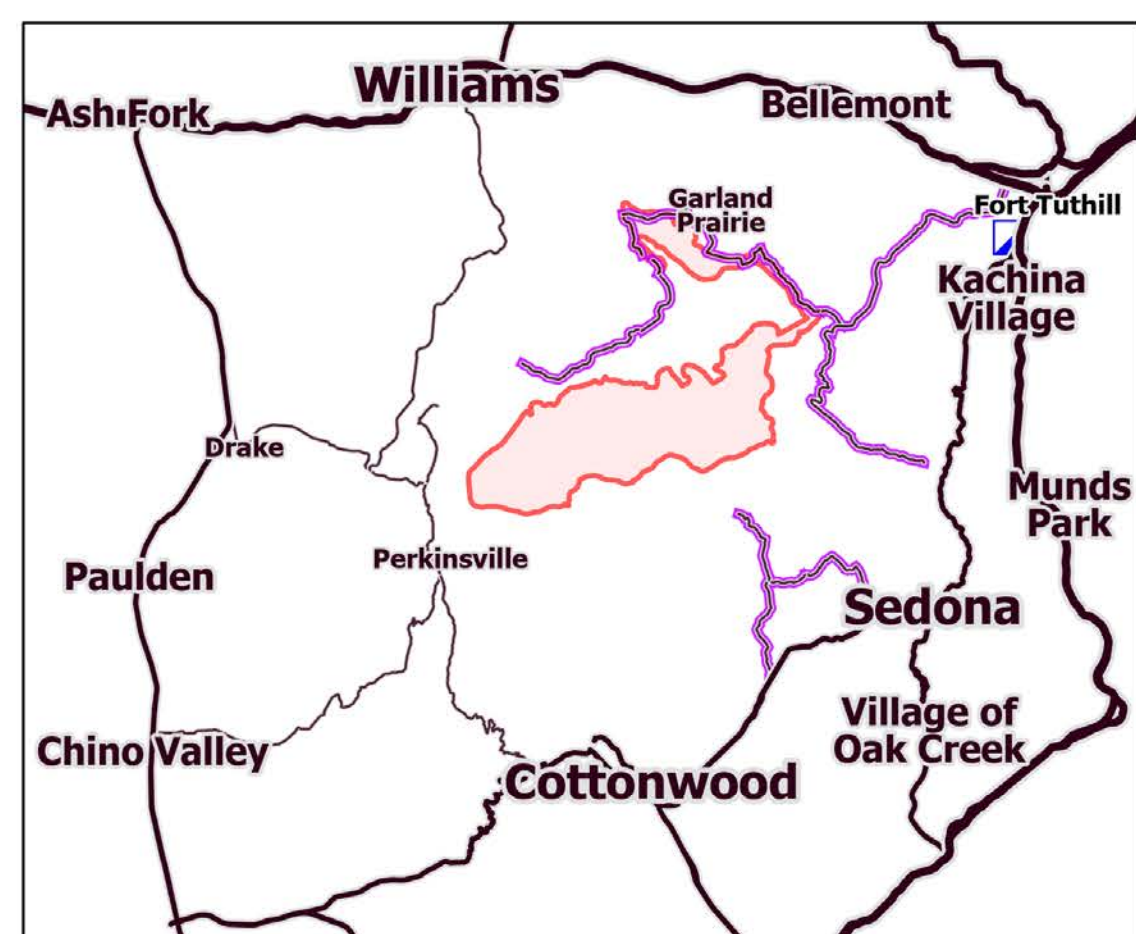 Williams
Ash Fork
Bellemont
Garland
Prairie
Fort Tuthill
Kachina
Village
Drake
Munds
Park
Perkinsville
Paulden
Sedona
Village of
Oak Creek
Chino Valley
Cottonwood